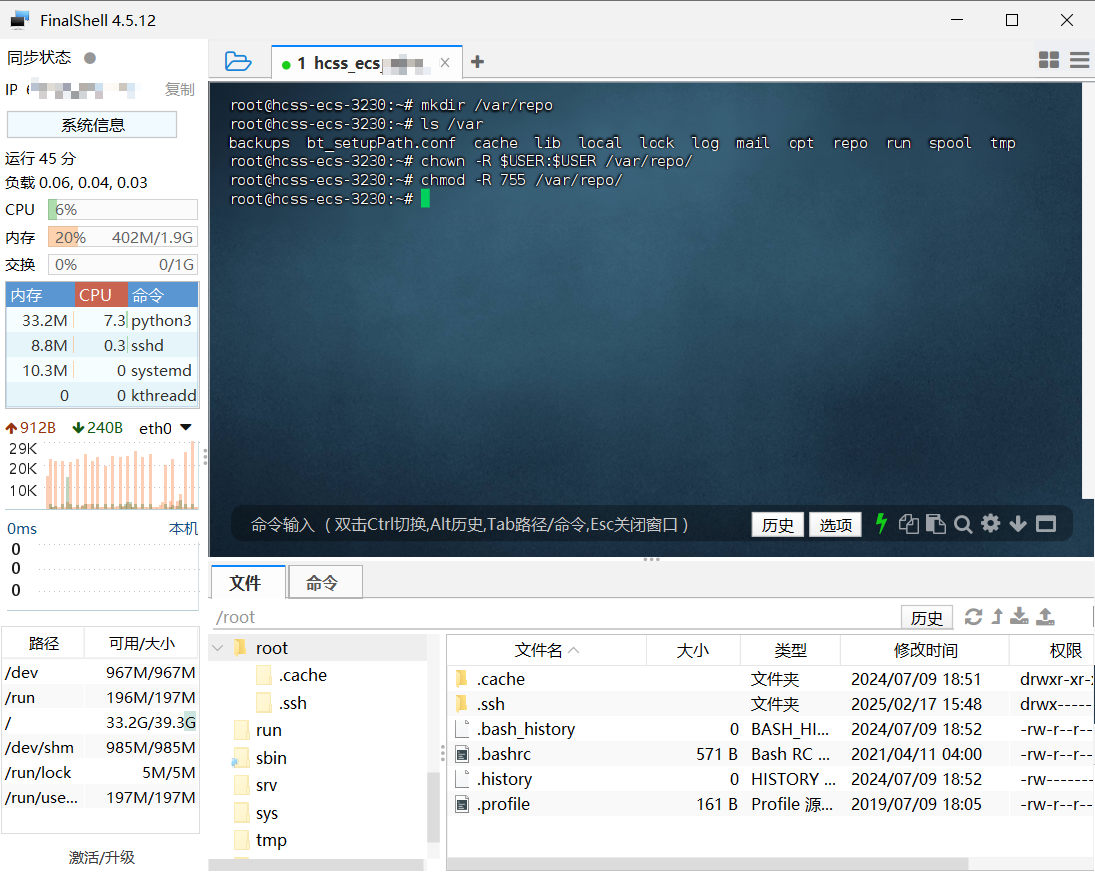 FinalShell 4.5.12
同步状态
IP
复制
系统信息
运行 45 分
负载 0.06, 0.04, 0.03
CPU 6%
内存 20% 402M/1.9G
交换 0% 0/1G
内存 CPU 命令
33.2M 7.3 python3
8.8M 0.3 sshd
10.3M 0 systemd
0 0 kthreadd
912B 240B eth0
29K
20K
10K
0ms 本机
0
0
0
路径 可用/大小
/dev 967M/967M
/run 196M/197M
/ 33.2G/39.3G
/dev/shm 985M/985M
/run/lock 5M/5M
/run/use... 197M/197M
激活/升级
1 hcss_ecs
root@hcss-ecs-3230:~# mkdir /var/repo
root@hcss-ecs-3230:~# ls /var
backups bt_setupPath.conf cache lib local lock log mail opt repo run spool tmp
root@hcss-ecs-3230:~# chown -R $USER:$USER /var/repo/
root@hcss-ecs-3230:~# chmod -R 755 /var/repo/
root@hcss-ecs-3230:~#
命令输入 （双击Ctrl切换,Alt历史,Tab路径/命令,Esc关闭窗口） 历史 选项
文件 命令
/root 历史
root
.cache
.ssh
run
sbin
srv
sys
tmp
文件名 大小 类型 修改时间 权限
.cache 文件夹 2024/07/09 18:51 drwxr-xr-
.ssh 文件夹 2025/02/17 15:48 drwx-----
.bash_history 0 BASH_HI... 2024/07/09 18:52 -rw-r--r--
.bashrc 571 B Bash RC ... 2021/04/11 04:00 -rw-r--r--
.history 0 HISTORY ... 2024/07/09 18:52 -rw-------
.profile 161 B Profile 源... 2019/07/09 18:05 -rw-r--r--